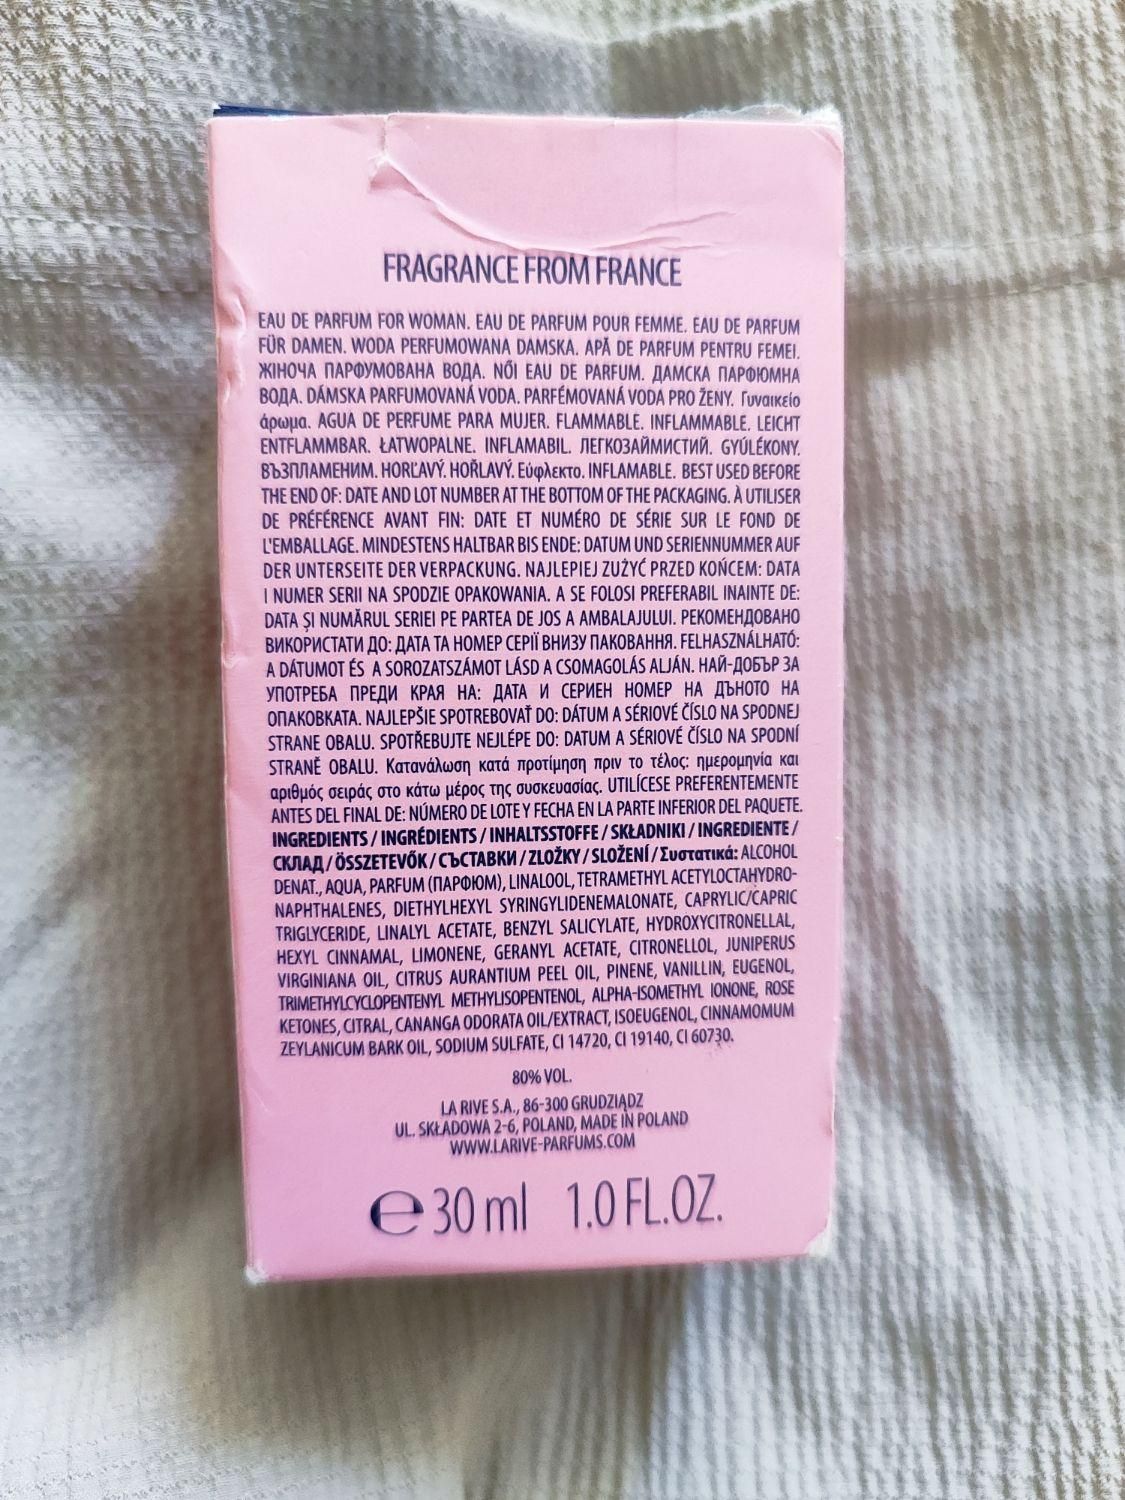 FRAGRANCE FROM FRANCE
EAU DE PARFUM FOR WOMAN. EAU DE PARFUM POUR FEMME. EAU DE PARFUM
FÜR DAMEN. WODA PERFUMOWANA DAMSKA. APĂ DE PARFUM PENTRU FEMEI.
ЖІНОЧА ПАРФУМОВАНА ВОДА. NŐI EAU DE PARFUM. ДАМСКА ПАРФЮМНА
ВОДА. DÁMSKA PARFUMOVANÁ VODA. PARFÉMOVANÁ VODA PRO ŽENY. Γυναικείο
άρωμα. AGUA DE PERFUME PARA MUJER. FLAMMABLE. INFLAMMABLE. LEICHT
ENTFLAMMBAR. ŁATWOPALNE. INFLAMABIL. ЛЕГКОЗАЙМИСТИЙ. GYÚLÉKONY.
ВЪЗПЛАМЕНИМ. HORĽAVÝ. HOŘLAVÝ. Εύφλεκτο. INFLAMABLE. BEST USED BEFORE
THE END OF: DATE AND LOT NUMBER AT THE BOTTOM OF THE PACKAGING. À UTILISER
DE PRÉFÉRENCE AVANT FIN: DATE ET NUMÉRO DE SÉRIE SUR LE FOND DE
L'EMBALLAGE. MINDESTENS HALTBAR BIS ENDE: DATUM UND SERIENNUMMER AUF
DER UNTERSEITE DER VERPACKUNG. NAJLEPIEJ ZUŻYĆ PRZED KOŃCEM: DATA
I NUMER SERII NA SPODZIE OPAKOWANIA. A SE FOLOSI PREFERABIL INAINTE DE:
DATA ȘI NUMĂRUL SERIEI PE PARTEA DE JOS A AMBALAJULUI. РЕКОМЕНДОВАНО
ВИКОРИСТАТИ ДО: ДАТА ТА НОМЕР СЕРІЇ ВНИЗУ ПАКОВАННЯ. FELHASZNÁLHATÓ:
A DÁTUMOT ÉS A SOROZATSZÁMOT LÁSD A CSOMAGOLÁS ALJÁN. НАЙ-ДОБЪР ЗА
УПОТРЕБА ПРЕДИ КРАЯ НА: ДАТА И СЕРИЕН НОМЕР НА ДЪНОТО НА
ОПАКОВКАТА. NAJLEPŠIE SPOTREBOVAŤ DO: DÁTUM A SÉRIOVÉ ČÍSLO NA SPODNEJ
STRANE OBALU. SPOTŘEBUJTE NEJLÉPE DO: DATUM A SÉRIOVÉ ČÍSLO NA SPODNÍ
STRANĚ OBALU. Κατανάλωση κατά προτίμηση πριν το τέλος: ημερομηνία και
αριθμός σειράς στο κάτω μέρος της συσκευασίας. UTILÍCESE PREFERENTEMENTE
ANTES DEL FINAL DE: NÚMERO DE LOTE Y FECHA EN LA PARTE INFERIOR DEL PAQUETE.
INGREDIENTS / INGRÉDIENTS / INHALTSSTOFFE / SKŁADNIKI / INGREDIENTE /
СКЛАД / ÖSSZETEVŐK / СЪСТАВКИ / ZLOŽKY / SLOŽENÍ / Συστατικά: ALCOHOL
DENAT., AQUA, PARFUM (ПАРФЮМ), LINALOOL, TETRAMETHYL ACETYLOCTAHYDRO-
NAPHTHALENES, DIETHYLHEXYL SYRINGYLIDENEMALONATE, CAPRYLIC/CAPRIC
TRIGLYCERIDE, LINALYL ACETATE, BENZYL SALICYLATE, HYDROXYCITRONELLAL,
HEXYL CINNAMAL, LIMONENE, GERANYL ACETATE, CITRONELLOL, JUNIPERUS
VIRGINIANA OIL, CITRUS AURANTIUM PEEL OIL, PINENE, VANILLIN, EUGENOL,
TRIMETHYLCYCLOPENTENYL METHYLISOPENTENOL, ALPHA-ISOMETHYL IONONE, ROSE
KETONES, CITRAL, CANANGA ODORATA OIL/EXTRACT, ISOEUGENOL, CINNAMOMUM
ZEYLANICUM BARK OIL, SODIUM SULFATE, CI 14720, CI 19140, CI 60730.
80% VOL.
LA RIVE S.A., 86-300 GRUDZIĄDZ
UL. SKŁADOWA 2-6, POLAND, MADE IN POLAND
WWW.LARIVE-PARFUMS.COM
℮ 30 ml 1.0 FL.OZ.